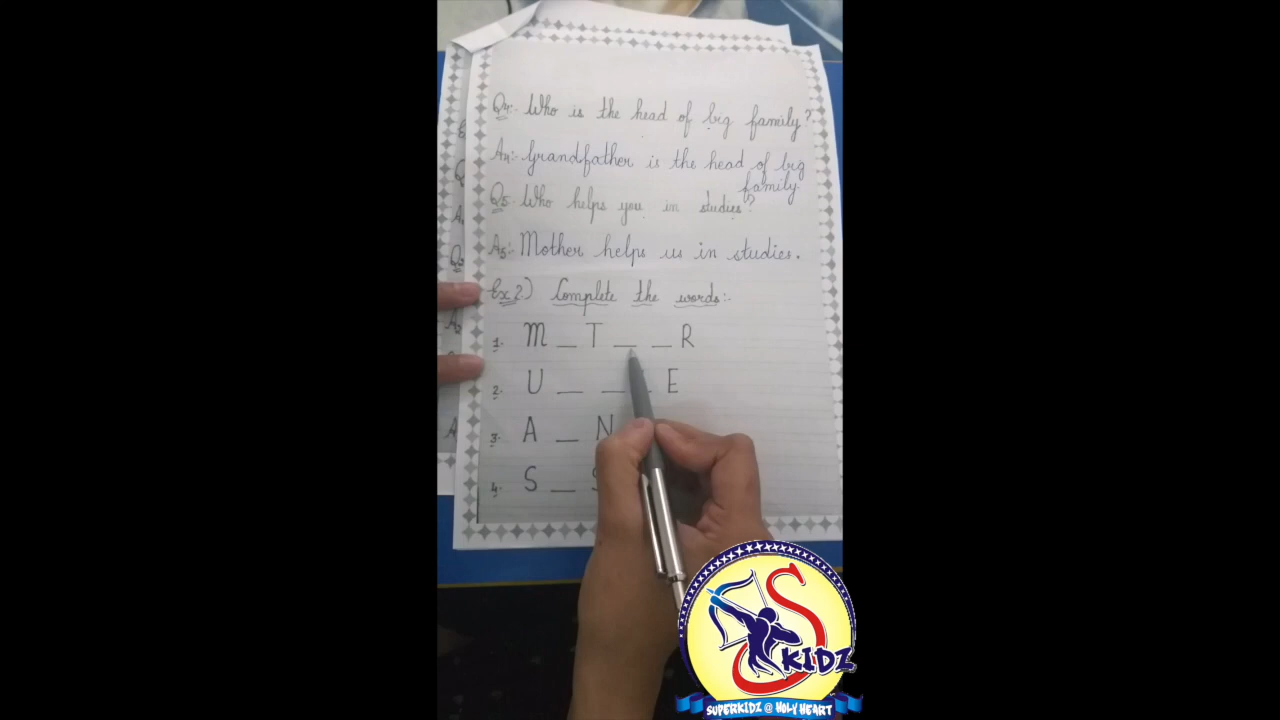 Q4:- Who is the head of big family?
A4:- Grandfather is the head of big
family.
Q5. Who helps you in studies?
A5:- Mother helps us in studies.
Ex 2.) Complete the words:-
1. M _ T _ _ R
2. U _ _ _ E
3. A _ N
4. S _ S
S KIDZ
SUPERKIDZ @ HOLY HEART